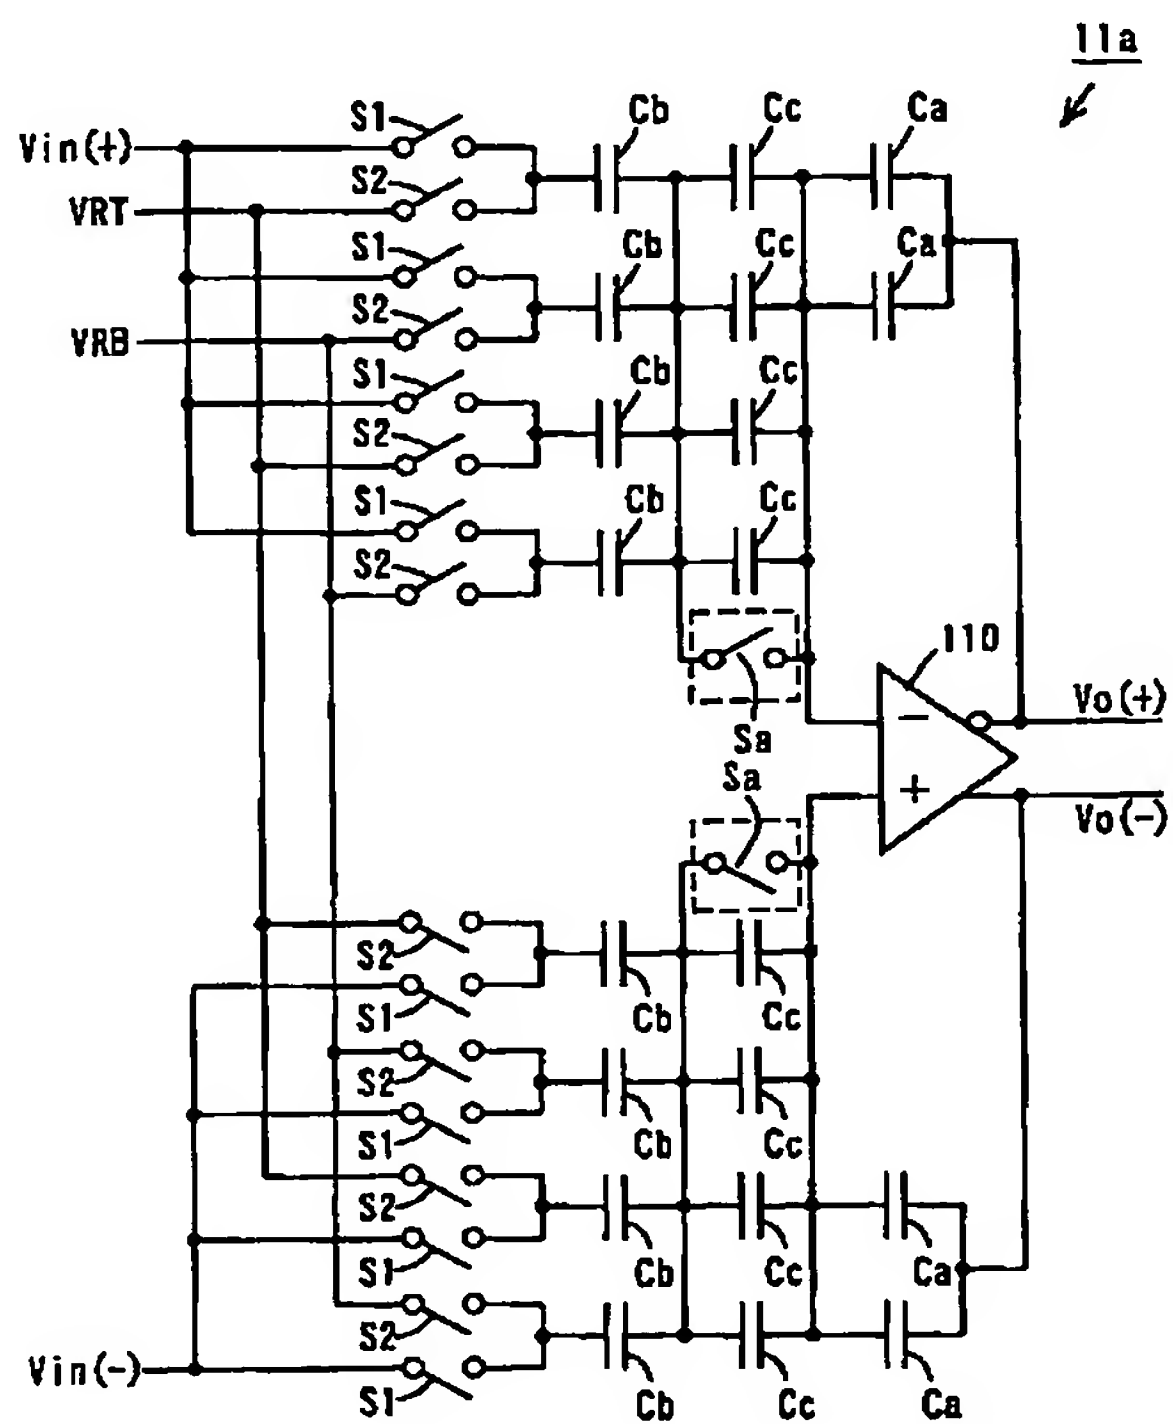 11a
Cb Cc Ca
S1
Vin(+)
S2
VRT
S1 Cb Cc Ca
S2
VRB
S1 Cb Cc
S2
S1 Cb Cc
S2
110
−
Vo(+)
Sa
Sa
+
Vo(-)
S2
S1 Cb Cc
S2
S1 Cb Cc
S2
S1 Cb Cc Ca
S2
Vin(-)
S1 Cb Cc Ca